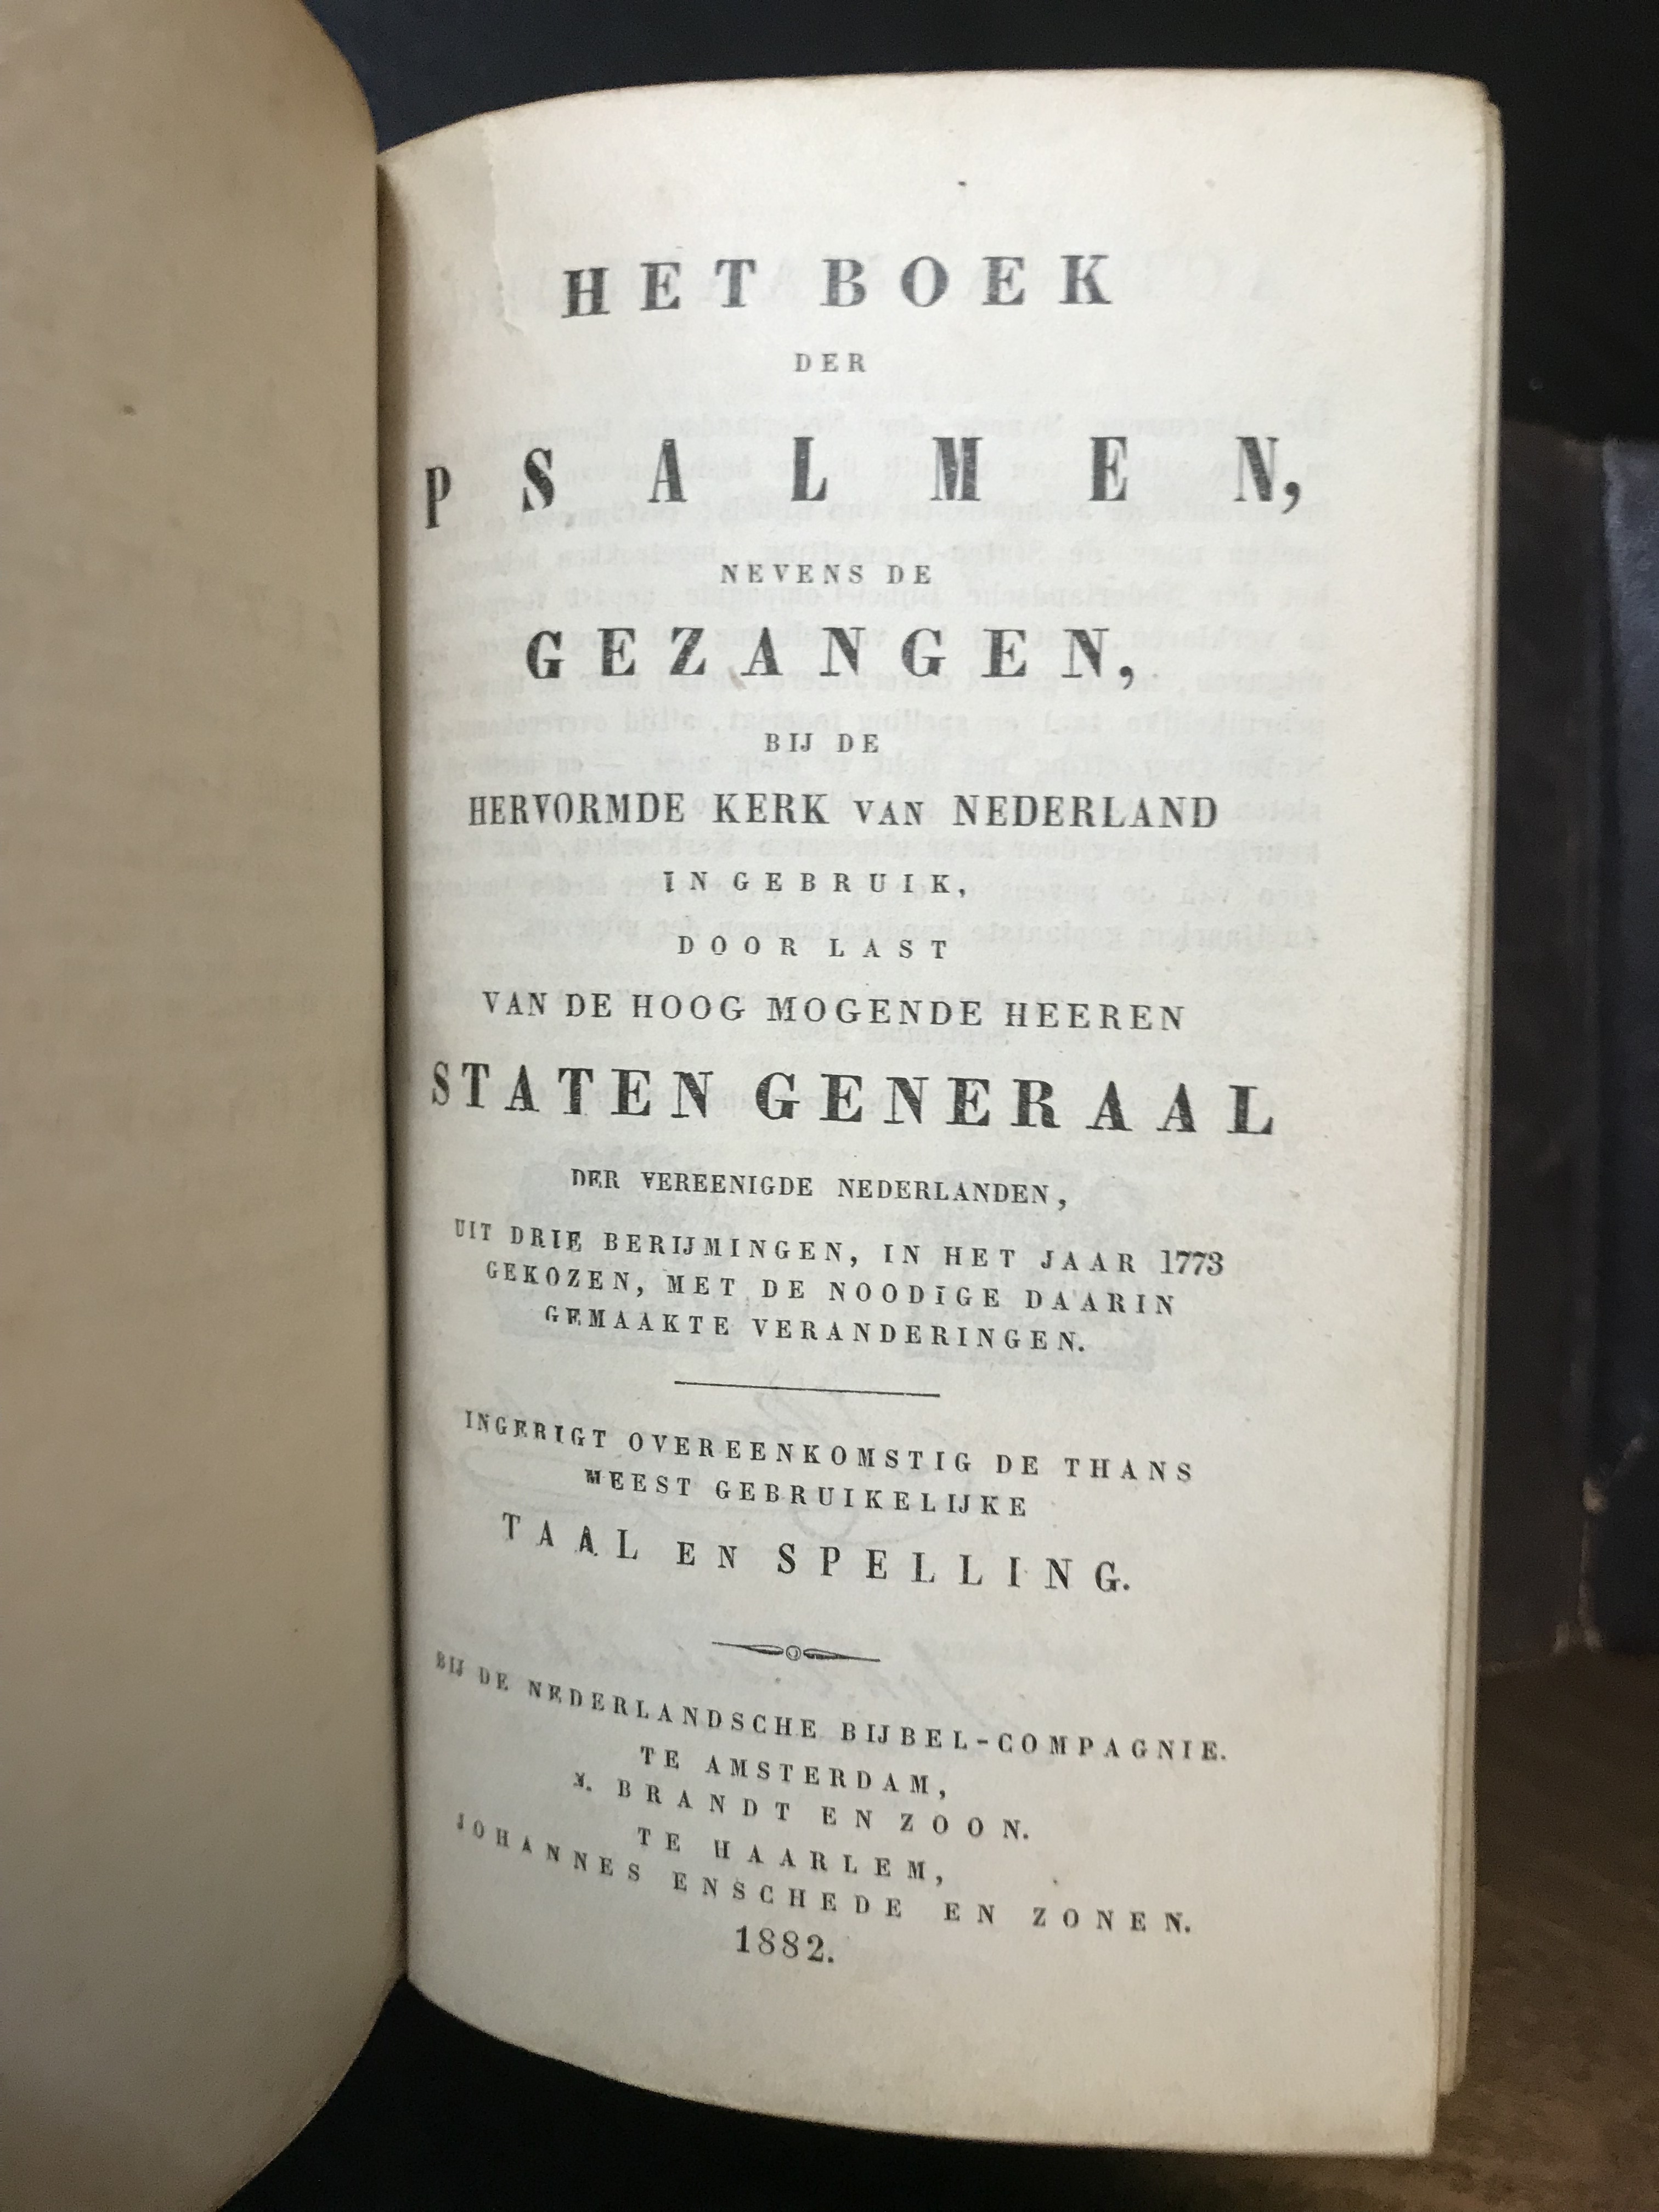 HET BOEK
DER
PSALMEN,
NEVENS DE
GEZANGEN,
BIJ DE
HERVORMDE KERK VAN NEDERLAND
IN GEBRUIK,
DOOR LAST
VAN DE HOOG MOGENDE HEEREN
STATEN GENERAAL
DER VEREENIGDE NEDERLANDEN,
UIT DRIE BERIJMINGEN, IN HET JAAR 1773
GEKOZEN, MET DE NOODIGE DAARIN
GEMAAKTE VERANDERINGEN.
INGERIGT OVEREENKOMSTIG DE THANS
MEEST GEBRUIKELIJKE
TAAL EN SPELLING.
BIJ DE NEDERLANDSCHE BIJBEL-COMPAGNIE.
TE AMSTERDAM,
BRANDT EN ZOON.
TE HAARLEM,
JOHANNES ENSCHEDE EN ZONEN.
1882.